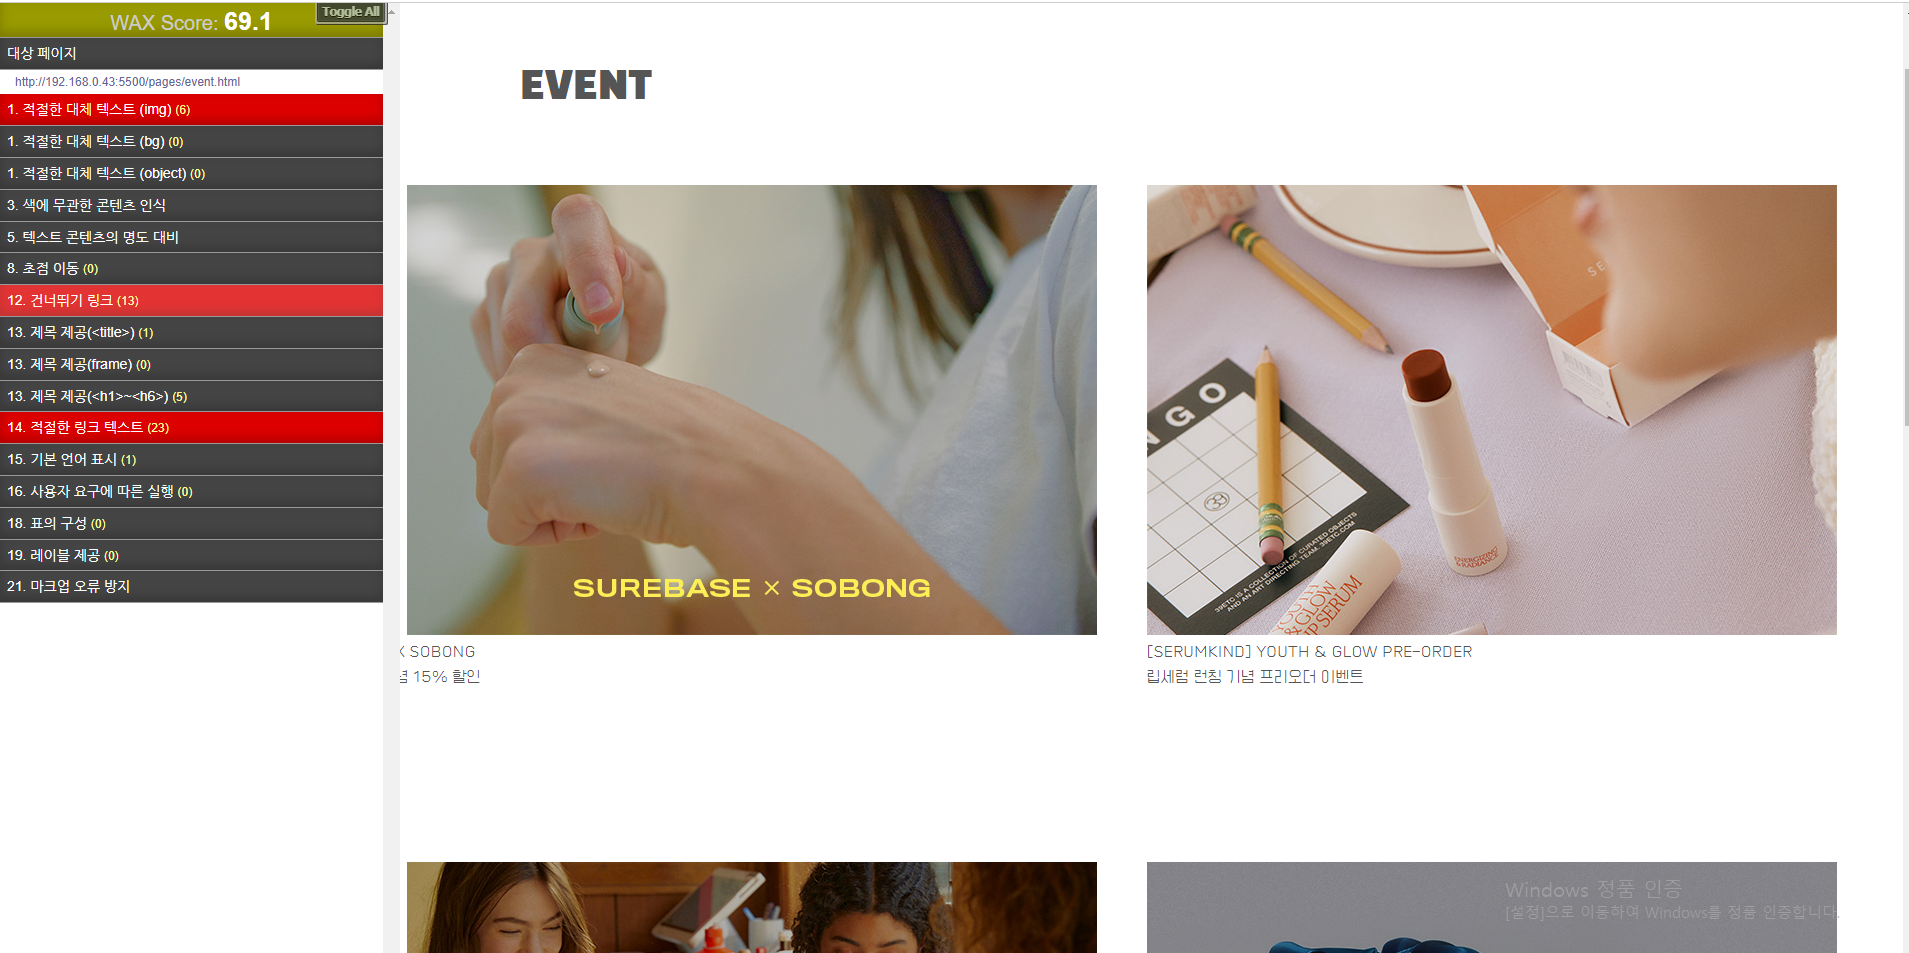 WAX Score: 69.1
Toggle All
대상 페이지
http://192.168.0.43:5500/pages/event.html
1. 적절한 대체 텍스트 (img) (6)
1. 적절한 대체 텍스트 (bg) (0)
1. 적절한 대체 텍스트 (object) (0)
3. 색에 무관한 콘텐츠 인식
5. 텍스트 콘텐츠의 명도 대비
8. 초점 이동 (0)
12. 건너뛰기 링크 (13)
13. 제목 제공(<title>) (1)
13. 제목 제공(frame) (0)
13. 제목 제공(<h1>~<h6>) (5)
14. 적절한 링크 텍스트 (23)
15. 기본 언어 표시 (1)
16. 사용자 요구에 따른 실행 (0)
18. 표의 구성 (0)
19. 레이블 제공 (0)
21. 마크업 오류 방지
EVENT
SUREBASE × SOBONG
X SOBONG
념 15% 할인
NGO
39ETC IS A COLLECTION OF CURATED OBJECTS
AND AN ART DIRECTING TEAM. 39ETC.COM
ENERGIZING
& RADIANCE
& GLOW
SERUM
[SERUMKIND] YOUTH & GLOW PRE-ORDER
립세럼 런칭 기념 프리오더 이벤트
Windows 정품 인증
[설정]으로 이동하여 Windows를 정품 인증합니다.